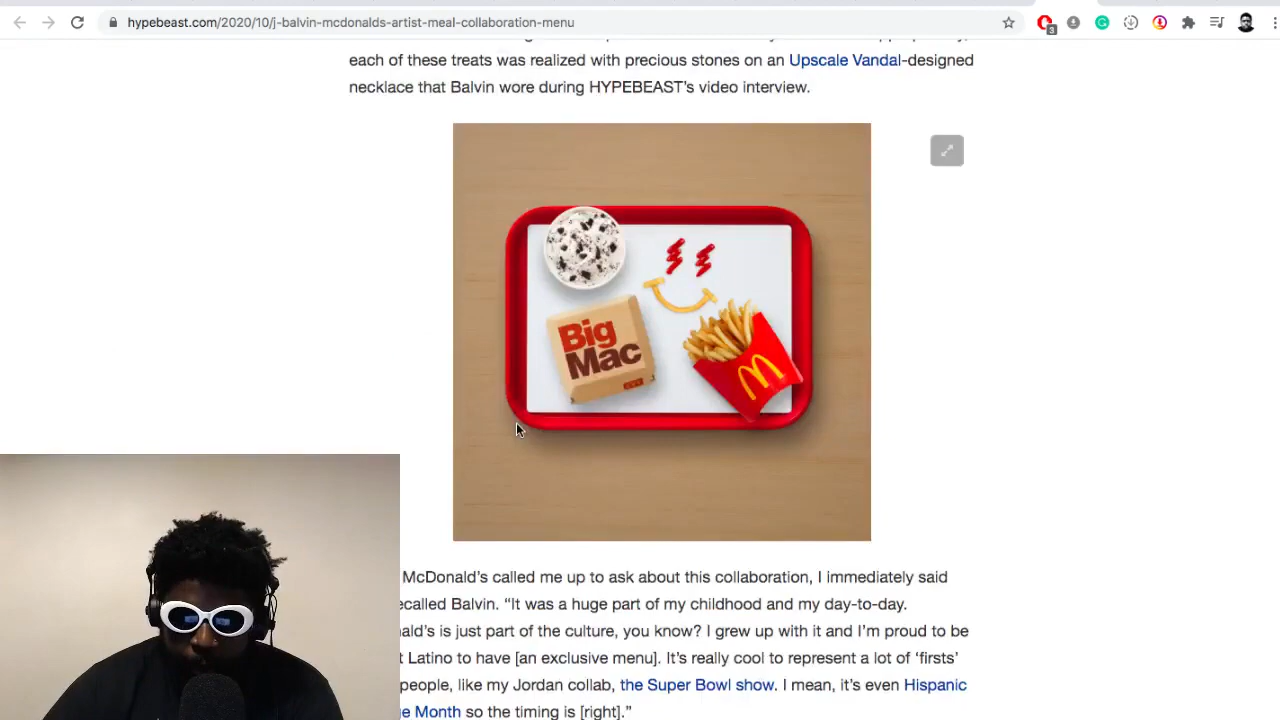 hypebeast.com/2020/10/j-balvin-mcdonalds-artist-meal-collaboration-menu
3
each of these treats was realized with precious stones on an Upscale Vandal-designed
necklace that Balvin wore during HYPEBEAST’s video interview.
Big
Mac
McDonald’s called me up to ask about this collaboration, I immediately said
ecalled Balvin. “It was a huge part of my childhood and my day-to-day.
nald’s is just part of the culture, you know? I grew up with it and I’m proud to be
t Latino to have [an exclusive menu]. It’s really cool to represent a lot of ‘firsts’
people, like my Jordan collab, the Super Bowl show. I mean, it’s even Hispanic
ge Month so the timing is [right].”